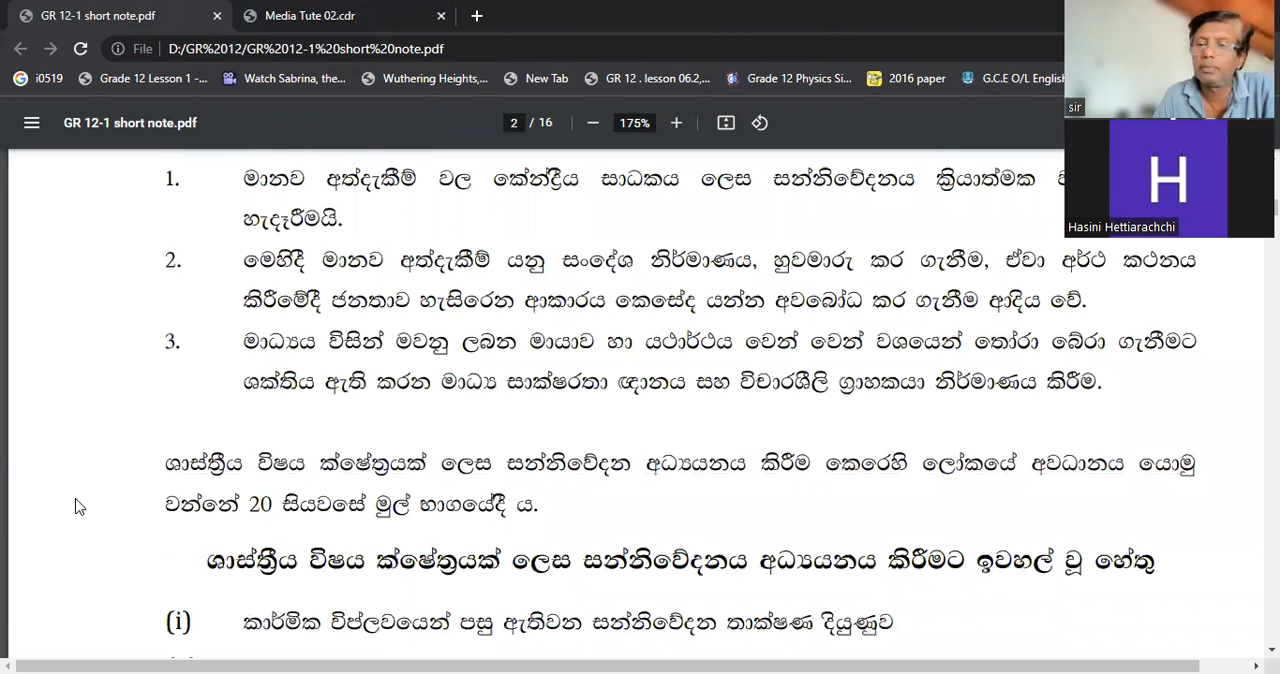 GR 12-1 short note.pdf
Media Tute 02.cdr
File
D:/GR%2012/GR%2012-1%20short%20note.pdf
i0519
Grade 12 Lesson 1 -...
Watch Sabrina, the...
Wuthering Heights,...
New Tab
GR 12 . lesson 06.2,...
Grade 12 Physics Si...
2016 paper
G.C.E O/L English
sir
GR 12-1 short note.pdf
2 / 16
175%
H
Hasini Hettiarachchi
1. මානව අත්දැකීම් වල කේන්ද්‍රීය සාධකය ලෙස සන්නිවේදනය ක්‍රියාත්මක
හැදෑරීමයි.
2. මෙහිදී මානව අත්දැකීම් යනු සංදේශ නිර්මාණය, හුවමාරු කර ගැනීම, ඒවා අර්ථ කථනය
කිරීමේදී ජනතාව හැසිරෙන ආකාරය කෙසේද යන්න අවබෝධ කර ගැනීම ආදිය වේ.
3. මාධ්‍යය විසින් මවනු ලබන මායාව හා යථාර්ථය වෙන් වෙන් වශයෙන් තෝරා බේරා ගැනීමට
ශක්තිය ඇති කරන මාධ්‍ය සාක්ෂරතා ඥානය සහ විචාරශීලි ග්‍රාහකයා නිර්මාණය කිරීම.
ශාස්ත්‍රීය විෂය ක්ෂේත්‍රයක් ලෙස සන්නිවේදන අධ්‍යයනය කිරීම කෙරෙහි ලෝකයේ අවධානය යොමු
වන්නේ 20 සියවසේ මුල් භාගයේදී ය.
ශාස්ත්‍රීය විෂය ක්ෂේත්‍රයක් ලෙස සන්නිවේදනය අධ්‍යයනය කිරීමට ඉවහල් වූ හේතු
(i) කාර්මික විප්ලවයෙන් පසු ඇතිවන සන්නිවේදන තාක්ෂණ දියුණුව